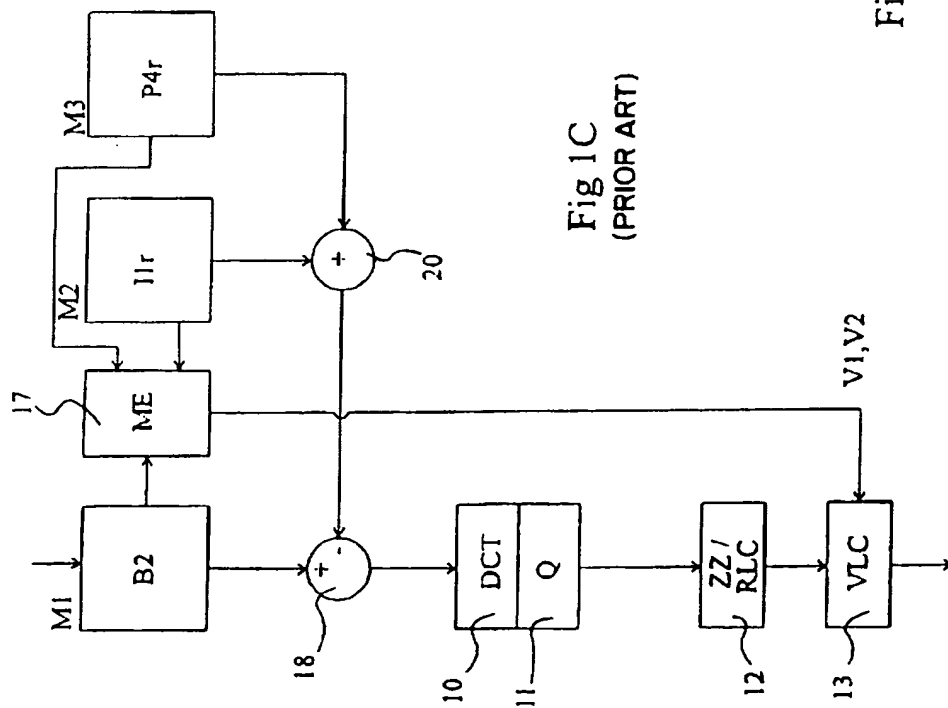 M1
B2
17
ME
M2
I1r
M3
P4r
18
+
-
+
20
10
DCT
11
Q
12
ZZ /
RLC
13
VLC
V1,V2
Fig 1C
(PRIOR ART)
Fi